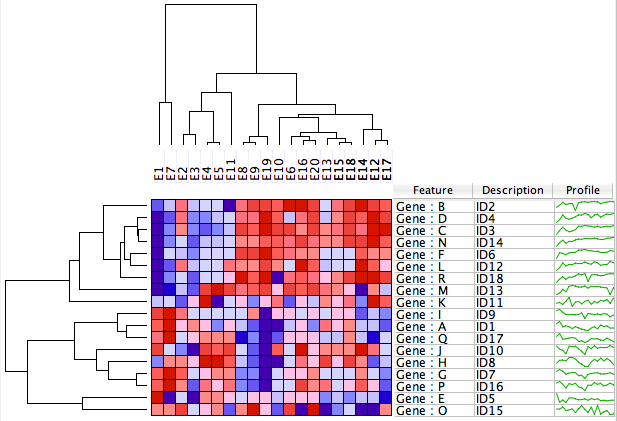 E1 E7 E2 E3 E4 E5 E11 E8 E9 E19 E10 E6 E16 E20 E13 E15 E18 E14 E12 E17
Feature Description Profile
Gene : B ID2
Gene : D ID4
Gene : C ID3
Gene : N ID14
Gene : F ID6
Gene : L ID12
Gene : R ID18
Gene : M ID13
Gene : K ID11
Gene : I ID9
Gene : A ID1
Gene : Q ID17
Gene : J ID10
Gene : H ID8
Gene : G ID7
Gene : P ID16
Gene : E ID5
Gene : O ID15